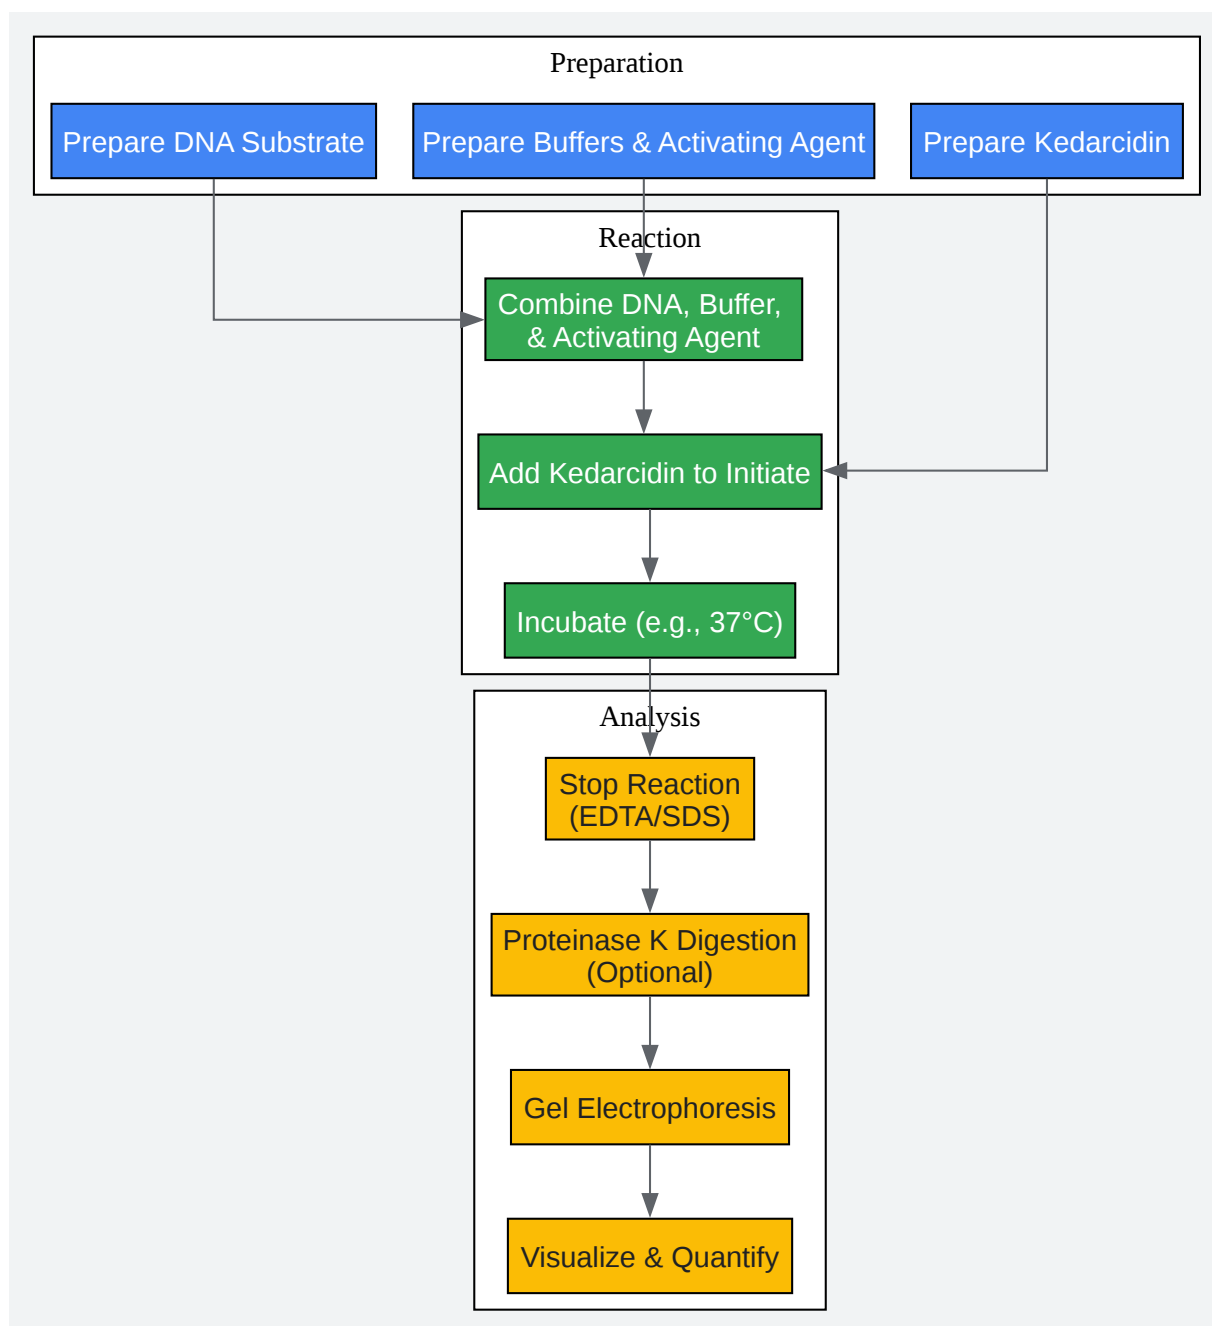 Preparation
Prepare DNA Substrate
Prepare Buffers & Activating Agent
Prepare Kedarcidin
Reaction
Combine DNA, Buffer,
& Activating Agent
Add Kedarcidin to Initiate
Incubate (e.g., 37°C)
Analysis
Stop Reaction
(EDTA/SDS)
Proteinase K Digestion
(Optional)
Gel Electrophoresis
Visualize & Quantify